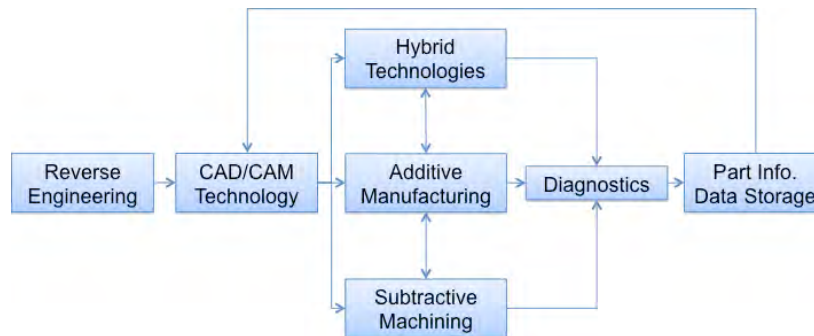 Hybrid
Technologies
Reverse
Engineering
CAD/CAM
Technology
Additive
Manufacturing
Diagnostics
Part Info.
Data Storage
Subtractive
Machining